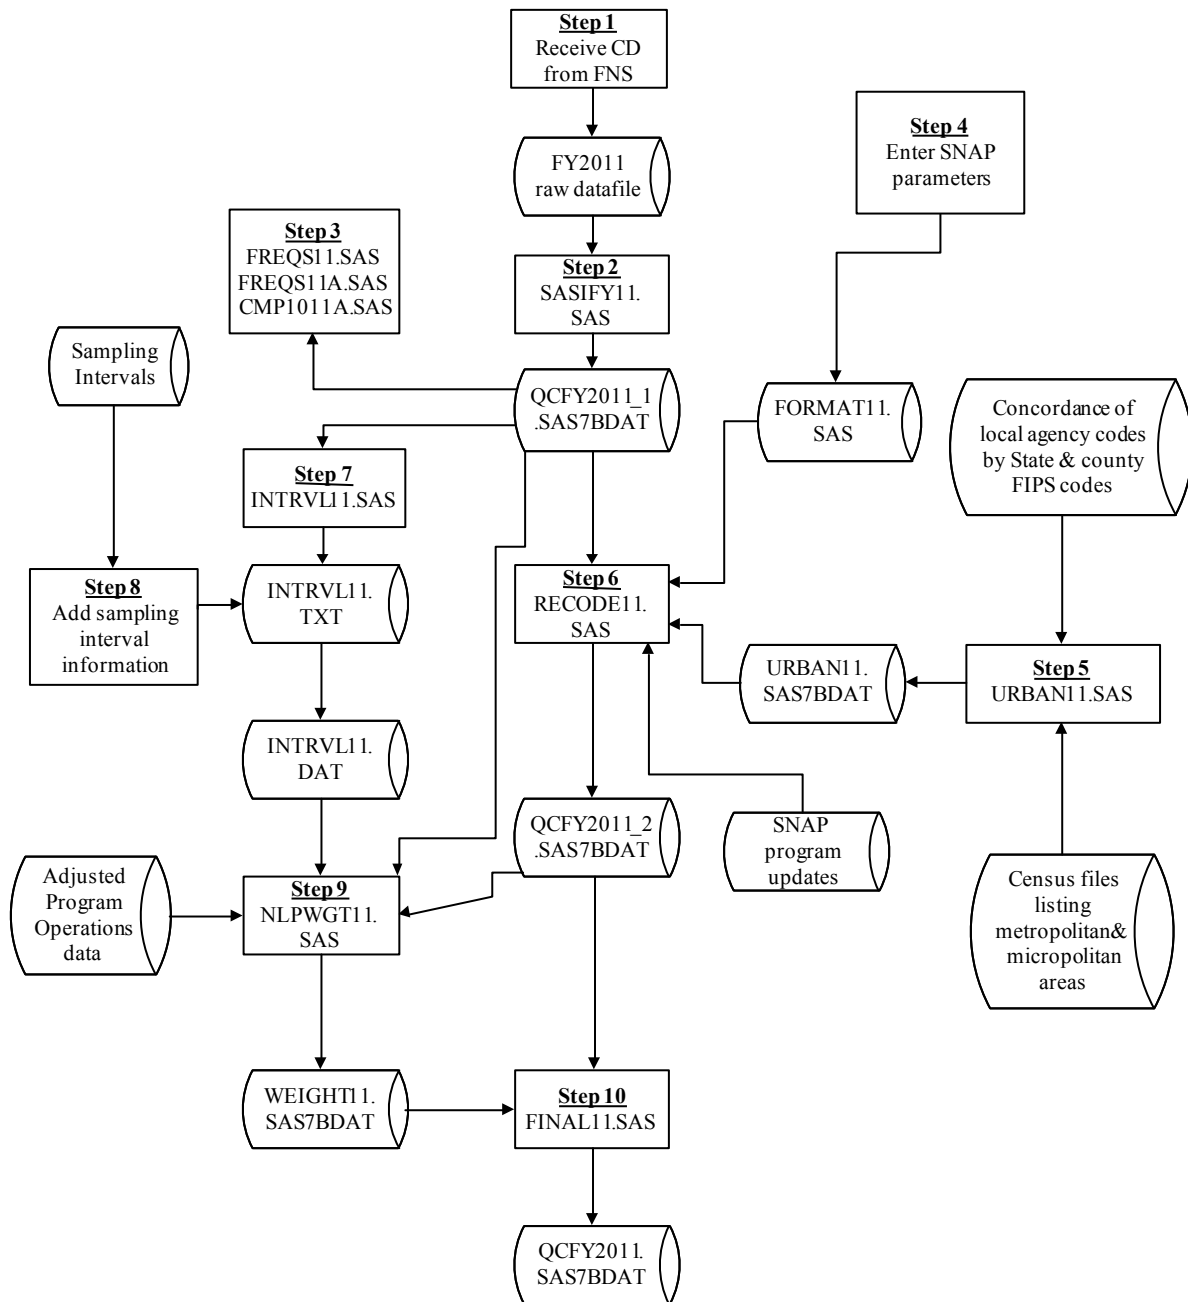 Step 1
Receive CD
from FNS
FY2011
raw datafile
Step 4
Enter SNAP
parameters
Step 3
FREQS11.SAS
FREQS11A.SAS
CMP1011A.SAS
Step 2
SASIFY11.
SAS
Sampling
Intervals
QCFY2011_1
.SAS7BDAT
FORMAT11.
SAS
Concordance of
local agency codes
by State & county
FIPS codes
Step 7
INTRVL11.SAS
Step 8
Add sampling
interval
information
INTRVL11.
TXT
Step 6
RECODE11.
SAS
URBAN11.
SAS7BDAT
Step 5
URBAN11.SAS
INTRVL11.
DAT
QCFY2011_2
.SAS7BDAT
SNAP
program
updates
Census files
listing
metropolitan&
micropolitan
areas
Adjusted
Program
Operations
data
Step 9
NLPWGT11.
SAS
WEIGHT11.
SAS7BDAT
Step 10
FINAL11.SAS
QCFY2011.
SAS7BDAT